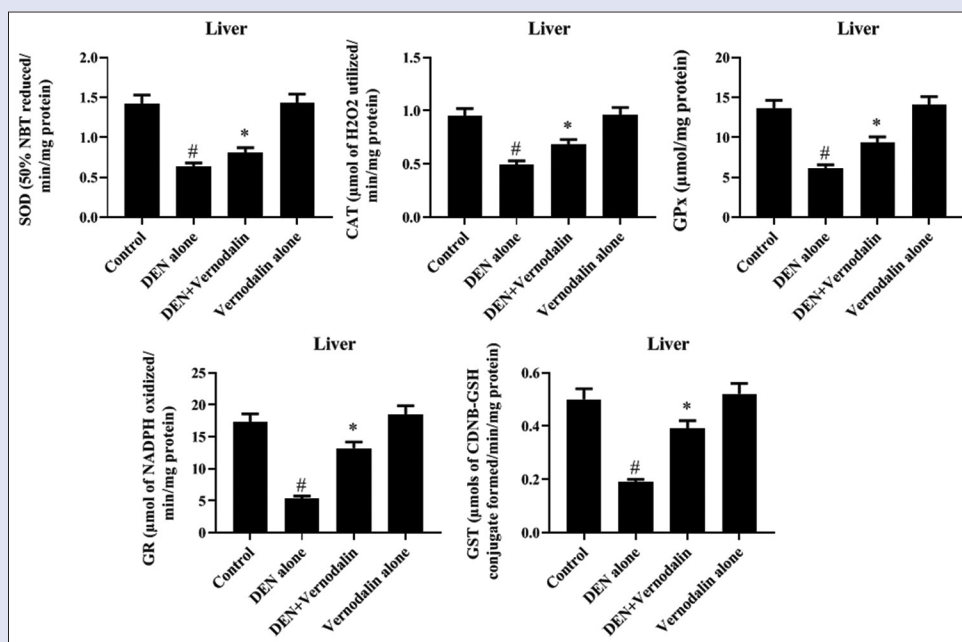 Liver
SOD (50% NBT reduced/
min/mg protein)
2.0
1.5
1.0
0.5
0.0
#
*
Control
DEN alone
DEN+Vernodalin
Vernodalin alone
Liver
CAT (µmol of H2O2 utilized/
min/mg protein)
1.5
1.0
0.5
0.0
#
*
Control
DEN alone
DEN+Vernodalin
Vernodalin alone
Liver
GPx (µmol/mg protein)
20
15
10
5
0
#
*
Control
DEN alone
DEN+Vernodalin
Vernodalin alone
Liver
GR (µmol of NADPH oxidized/
min/mg protein)
25
20
15
10
5
0
#
*
Control
DEN alone
DEN+Vernodalin
Vernodalin alone
Liver
GST (µmols of CDNB-GSH
conjugate formed/min/mg protein)
0.6
0.4
0.2
0.0
#
*
Control
DEN alone
DEN+Vernodalin
Vernodalin alone